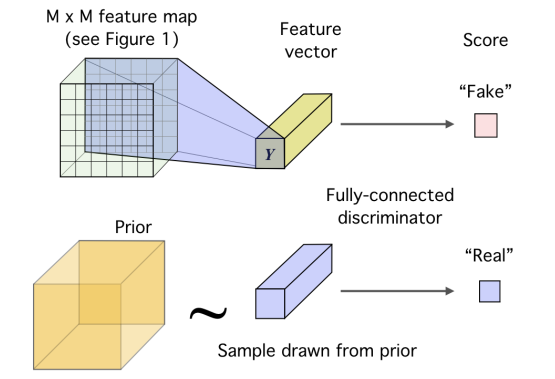 M x M feature map
(see Figure 1)
Feature
vector
Score
“Fake”
Y
Fully-connected
discriminator
Prior
“Real”
~
Sample drawn from prior